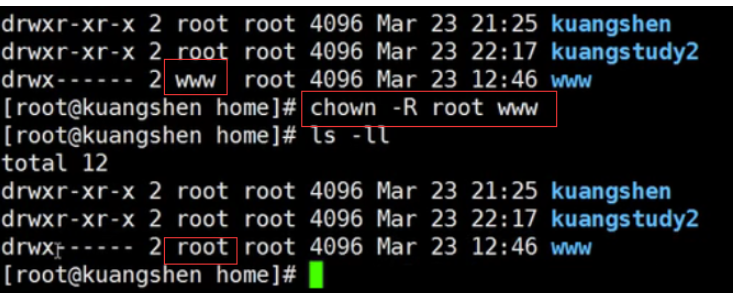 drwxr-xr-x 2 root root 4096 Mar 23 21:25 kuangshen
drwxr-xr-x 2 root root 4096 Mar 23 22:17 kuangstudy2
drwx------ 2 www root 4096 Mar 23 12:46 www
[root@kuangshen home]# chown -R root www
[root@kuangshen home]# ls -ll
total 12
drwxr-xr-x 2 root root 4096 Mar 23 21:25 kuangshen
drwxr-xr-x 2 root root 4096 Mar 23 22:17 kuangstudy2
drwx------ 2 root root 4096 Mar 23 12:46 www
[root@kuangshen home]#